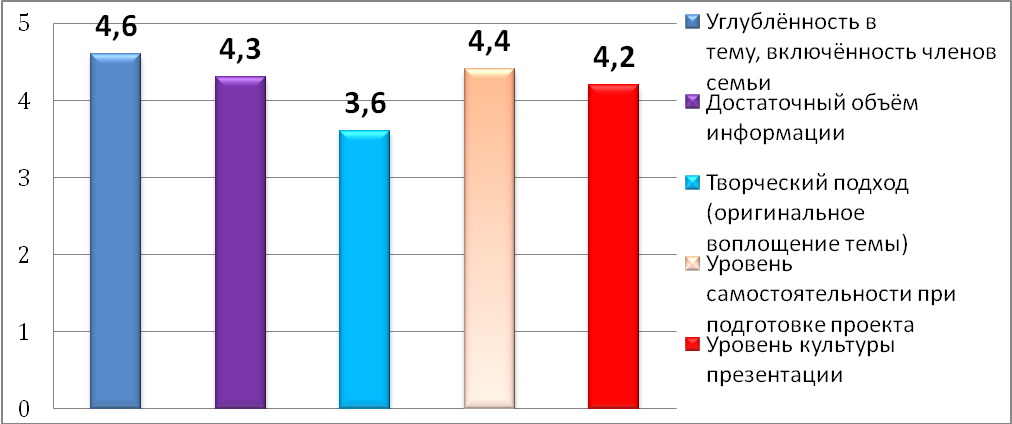 5
4
3
2
1
0
4,6
4,3
3,6
4,4
4,2
Углублённость в
тему, включённость членов
семьи
Достаточный объём
информации
Творческий подход
(оригинальное
воплощение темы)
Уровень
самостоятельности при
подготовке проекта
Уровень культуры
презентации